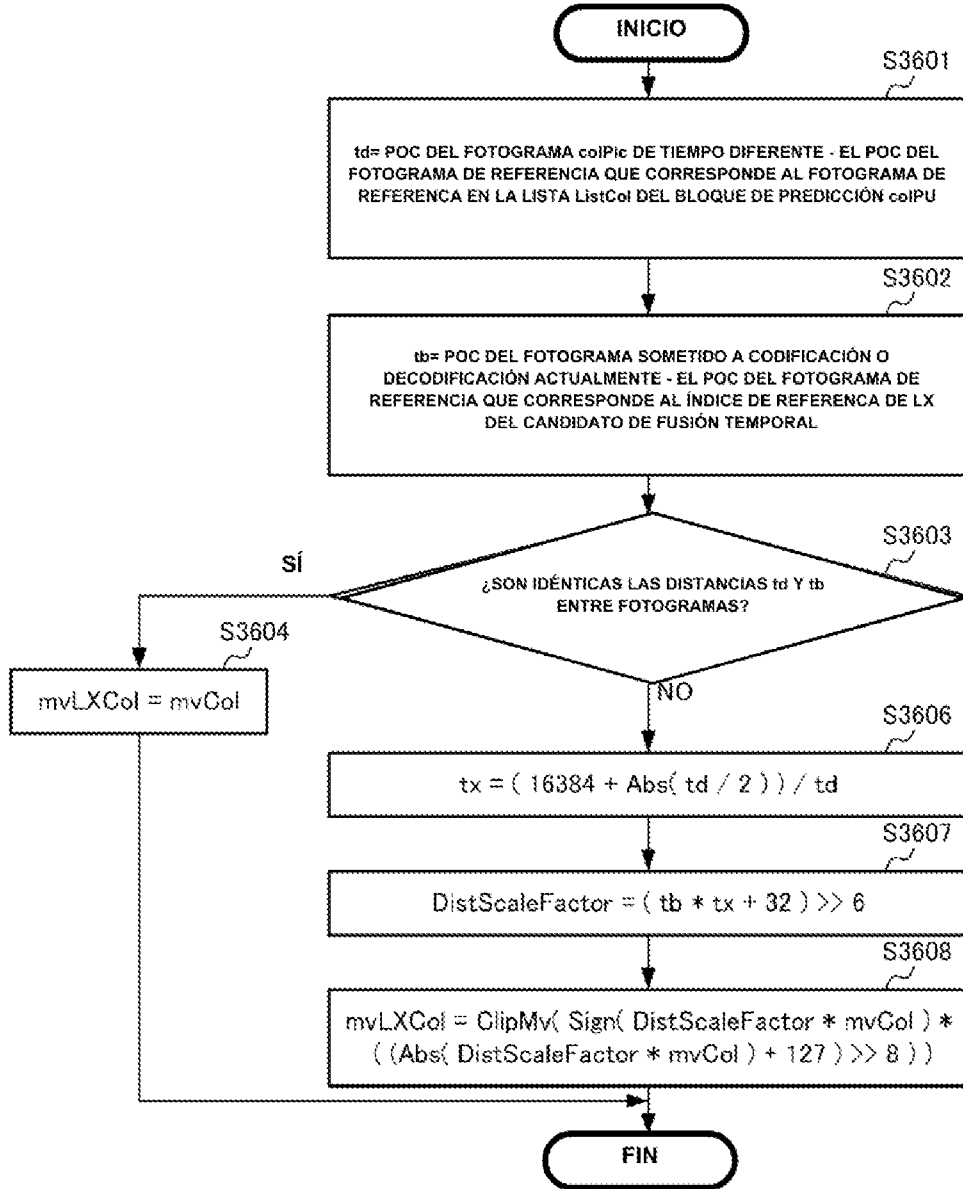 INICIO
S3601
td= POC DEL FOTOGRAMA colPic DE TIEMPO DIFERENTE - EL POC DEL
FOTOGRAMA DE REFERENCIA QUE CORRESPONDE AL FOTOGRAMA DE
REFERENCA EN LA LISTA ListCol DEL BLOQUE DE PREDICCIÓN colPU
S3602
tb= POC DEL FOTOGRAMA SOMETIDO A CODIFICACIÓN O
DECODIFICACIÓN ACTUALMENTE - EL POC DEL FOTOGRAMA DE
REFERENCIA QUE CORRESPONDE AL ÍNDICE DE REFERENCA DE LX
DEL CANDIDATO DE FUSIÓN TEMPORAL
S3603
¿SON IDÉNTICAS LAS DISTANCIAS td Y tb
ENTRE FOTOGRAMAS?
SÍ
S3604
mvLXCol = mvCol
NO
S3606
tx = ( 16384 + Abs( td / 2 ) ) / td
S3607
DistScaleFactor = ( tb * tx + 32 ) >> 6
S3608
mvLXCol = ClipMv( Sign( DistScaleFactor * mvCol ) *
( (Abs( DistScaleFactor * mvCol ) + 127 ) >> 8 ) )
FIN